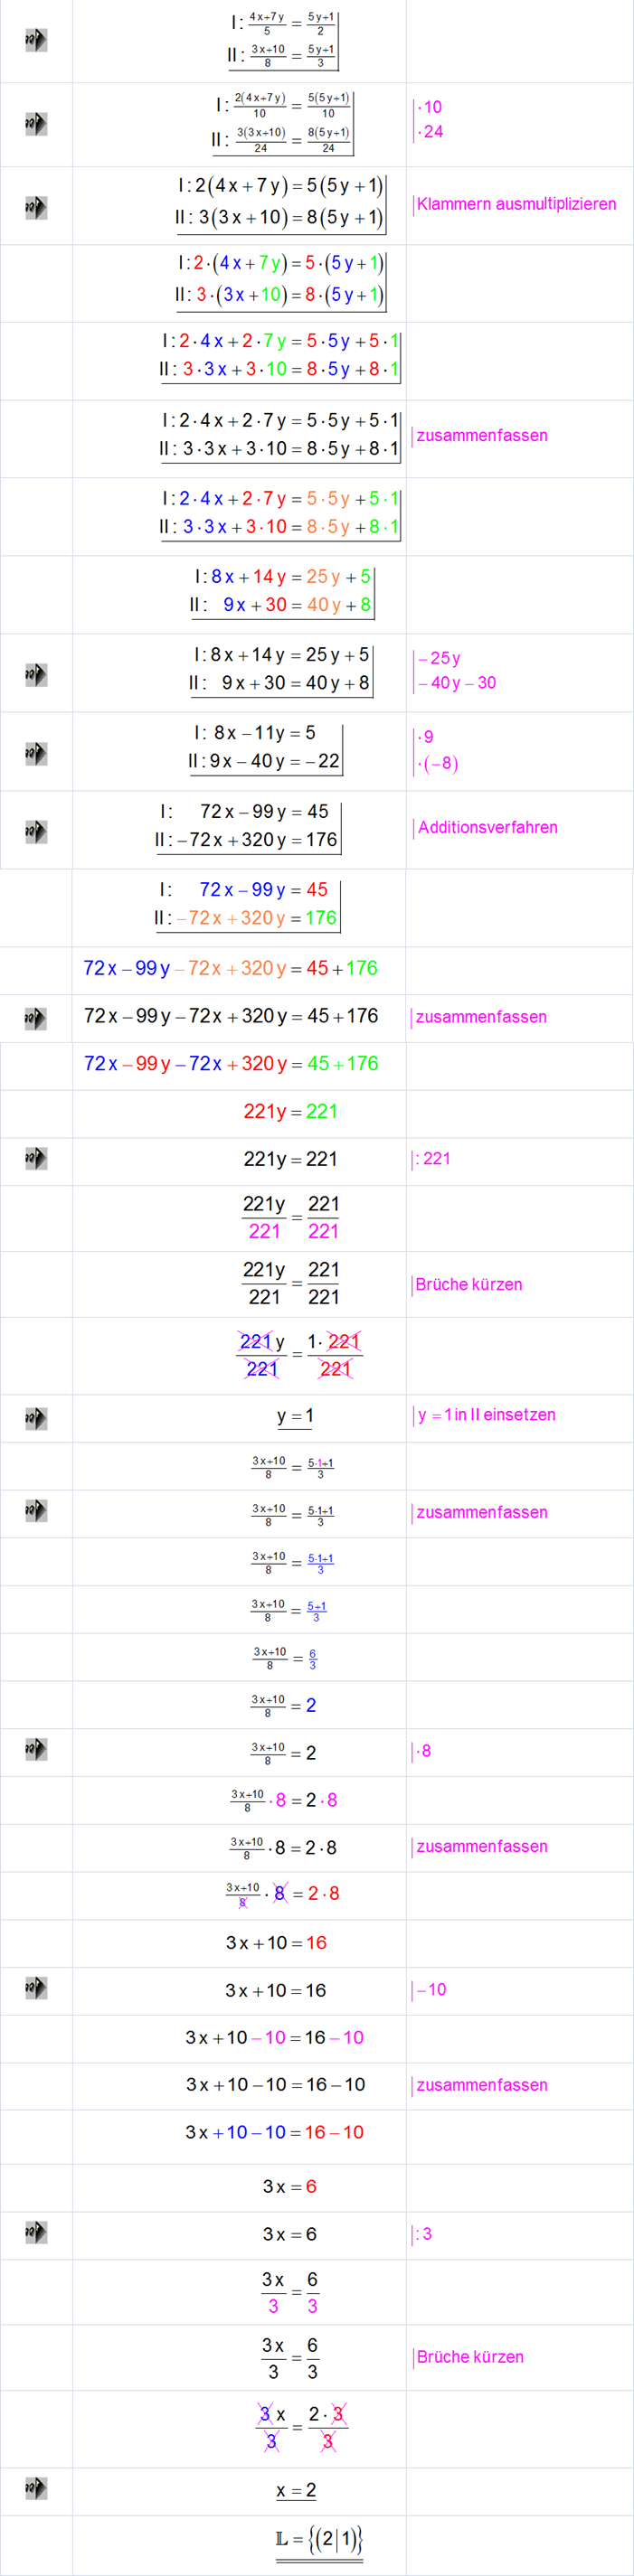 I: (4x+7y)/5 = (5y+1)/2
II: (3x+10)/8 = (5y+1)/3
I: 2(4x+7y)/10 = 5(5y+1)/10 |·10
II: 3(3x+10)/24 = 8(5y+1)/24 |·24
I: 2(4x+7y)=5(5y+1) |Klammern ausmultiplizieren
II: 3(3x+10)=8(5y+1)
I: 2·(4x+7y)=5·(5y+1)
II: 3·(3x+10)=8·(5y+1)
I: 2·4x+2·7y=5·5y+5·1
II: 3·3x+3·10=8·5y+8·1
I: 2·4x+2·7y=5·5y+5·1 |zusammenfassen
II: 3·3x+3·10=8·5y+8·1
I: 2·4x+2·7y=5·5y+5·1
II: 3·3x+3·10=8·5y+8·1
I: 8x+14y=25y+5
II: 9x+30=40y+8
I: 8x+14y=25y+5 |−25y
II: 9x+30=40y+8 |−40y−30
I: 8x−11y=5 |·9
II: 9x−40y=−22 |·(−8)
I: 72x−99y=45 |Additionsverfahren
II: −72x+320y=176
I: 72x−99y=45
II: −72x+320y=176
72x−99y−72x+320y=45+176
72x−99y−72x+320y=45+176 |zusammenfassen
72x−99y−72x+320y=45+176
221y=221
221y=221 |:221
221y/221 = 221/221
221y/221 = 221/221 |Brüche kürzen
221y/221 = 1·221/221
y=1 |y=1 in II einsetzen
(3x+10)/8 = (5·1+1)/3
(3x+10)/8 = (5·1+1)/3 |zusammenfassen
(3x+10)/8 = (5·1+1)/3
(3x+10)/8 = (5+1)/3
(3x+10)/8 = 6/3
(3x+10)/8 = 2
(3x+10)/8 = 2 |·8
(3x+10)/8 ·8 = 2·8
(3x+10)/8 ·8 = 2·8 |zusammenfassen
(3x+10)/8 ·8 = 2·8
3x+10=16
3x+10=16 |−10
3x+10−10=16−10
3x+10−10=16−10 |zusammenfassen
3x+10−10=16−10
3x=6
3x=6 |:3
3x/3 = 6/3
3x/3 = 6/3 |Brüche kürzen
3x/3 = 2·3/3
x=2
𝕃={(2|1)}